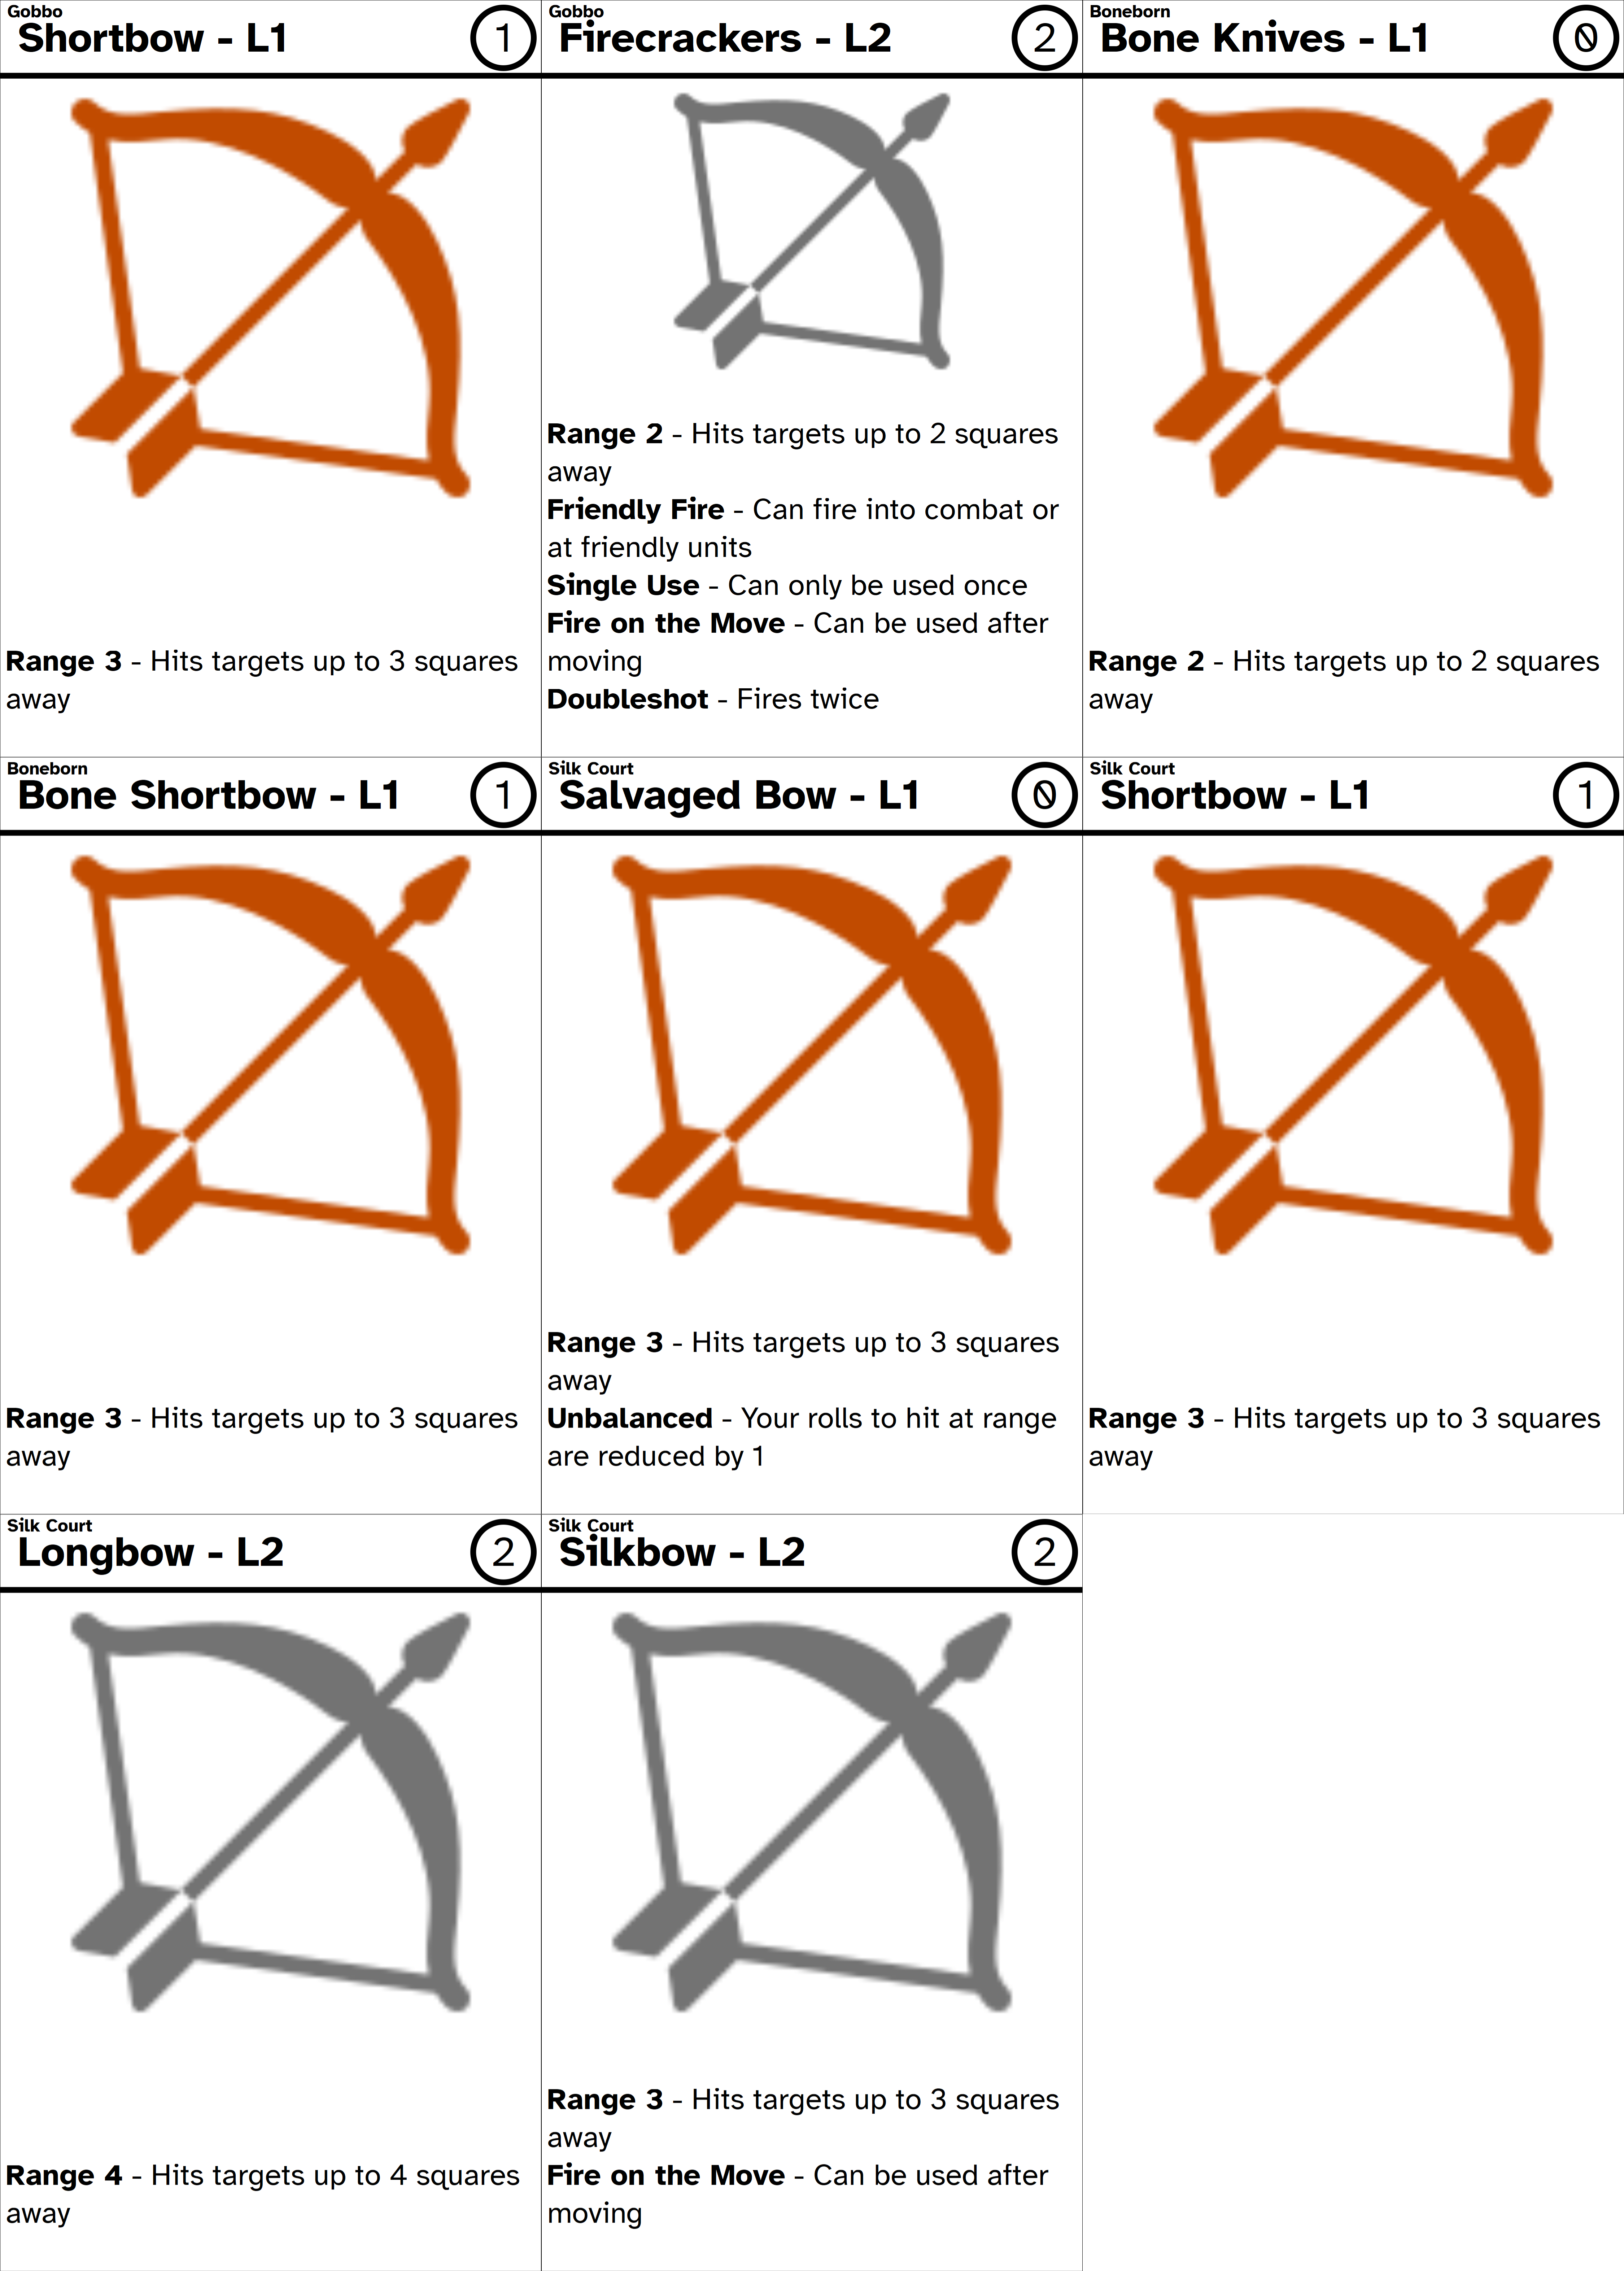 Gobbo
Shortbow - L1
1
Range 3 - Hits targets up to 3 squares
away
Gobbo
Firecrackers - L2
2
Range 2 - Hits targets up to 2 squares
away
Friendly Fire - Can fire into combat or
at friendly units
Single Use - Can only be used once
Fire on the Move - Can be used after
moving
Doubleshot - Fires twice
Boneborn
Bone Knives - L1
0
Range 2 - Hits targets up to 2 squares
away
Boneborn
Bone Shortbow - L1
1
Range 3 - Hits targets up to 3 squares
away
Silk Court
Salvaged Bow - L1
0
Range 3 - Hits targets up to 3 squares
away
Unbalanced - Your rolls to hit at range
are reduced by 1
Silk Court
Shortbow - L1
1
Range 3 - Hits targets up to 3 squares
away
Silk Court
Longbow - L2
2
Range 4 - Hits targets up to 4 squares
away
Silk Court
Silkbow - L2
2
Range 3 - Hits targets up to 3 squares
away
Fire on the Move - Can be used after
moving